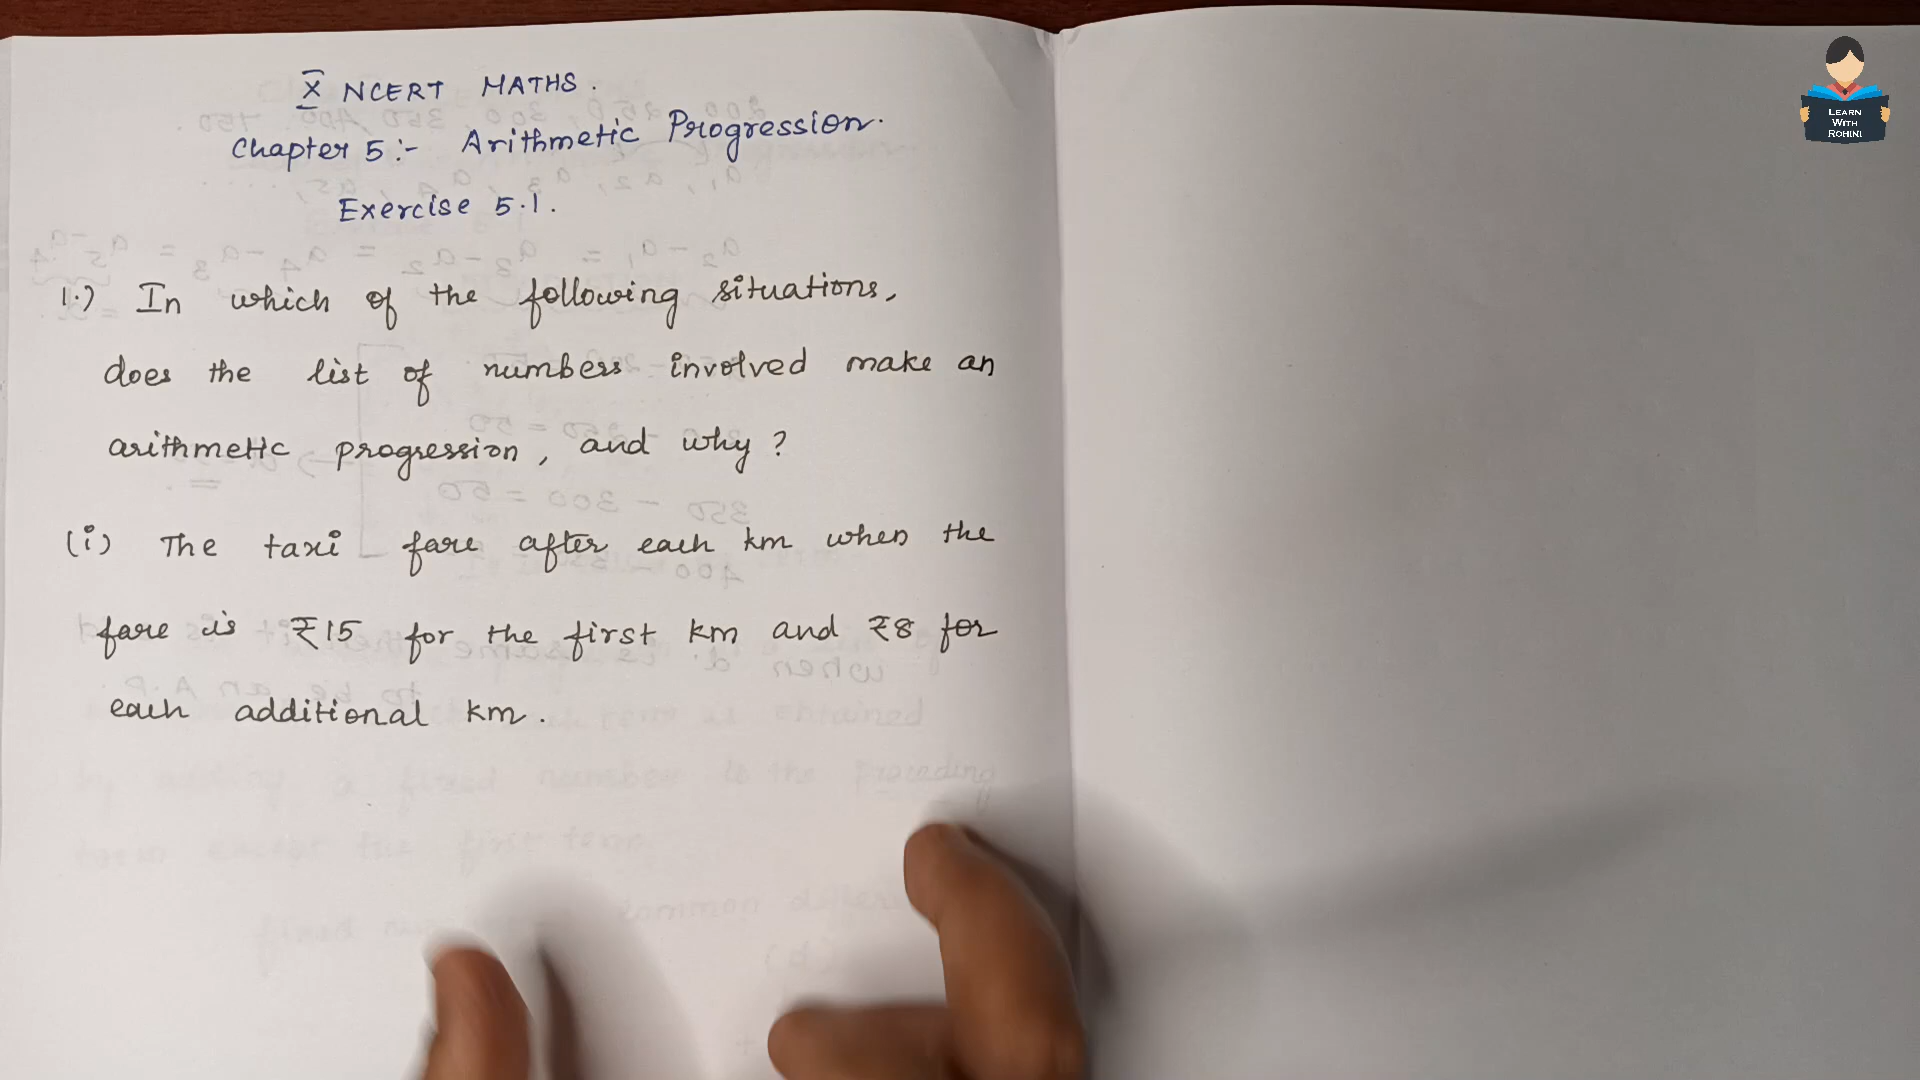 X NCERT MATHS.
Chapter 5:- Arithmetic Progression.
Exercise 5.1.
1.) In which of the following situations,
does the list of numbers involved make an
arithmetic progression, and why?
(i) The taxi fare after each km when the
fare is ₹15 for the first km and ₹8 for
each additional km.
LEARN
WITH
ROHINI